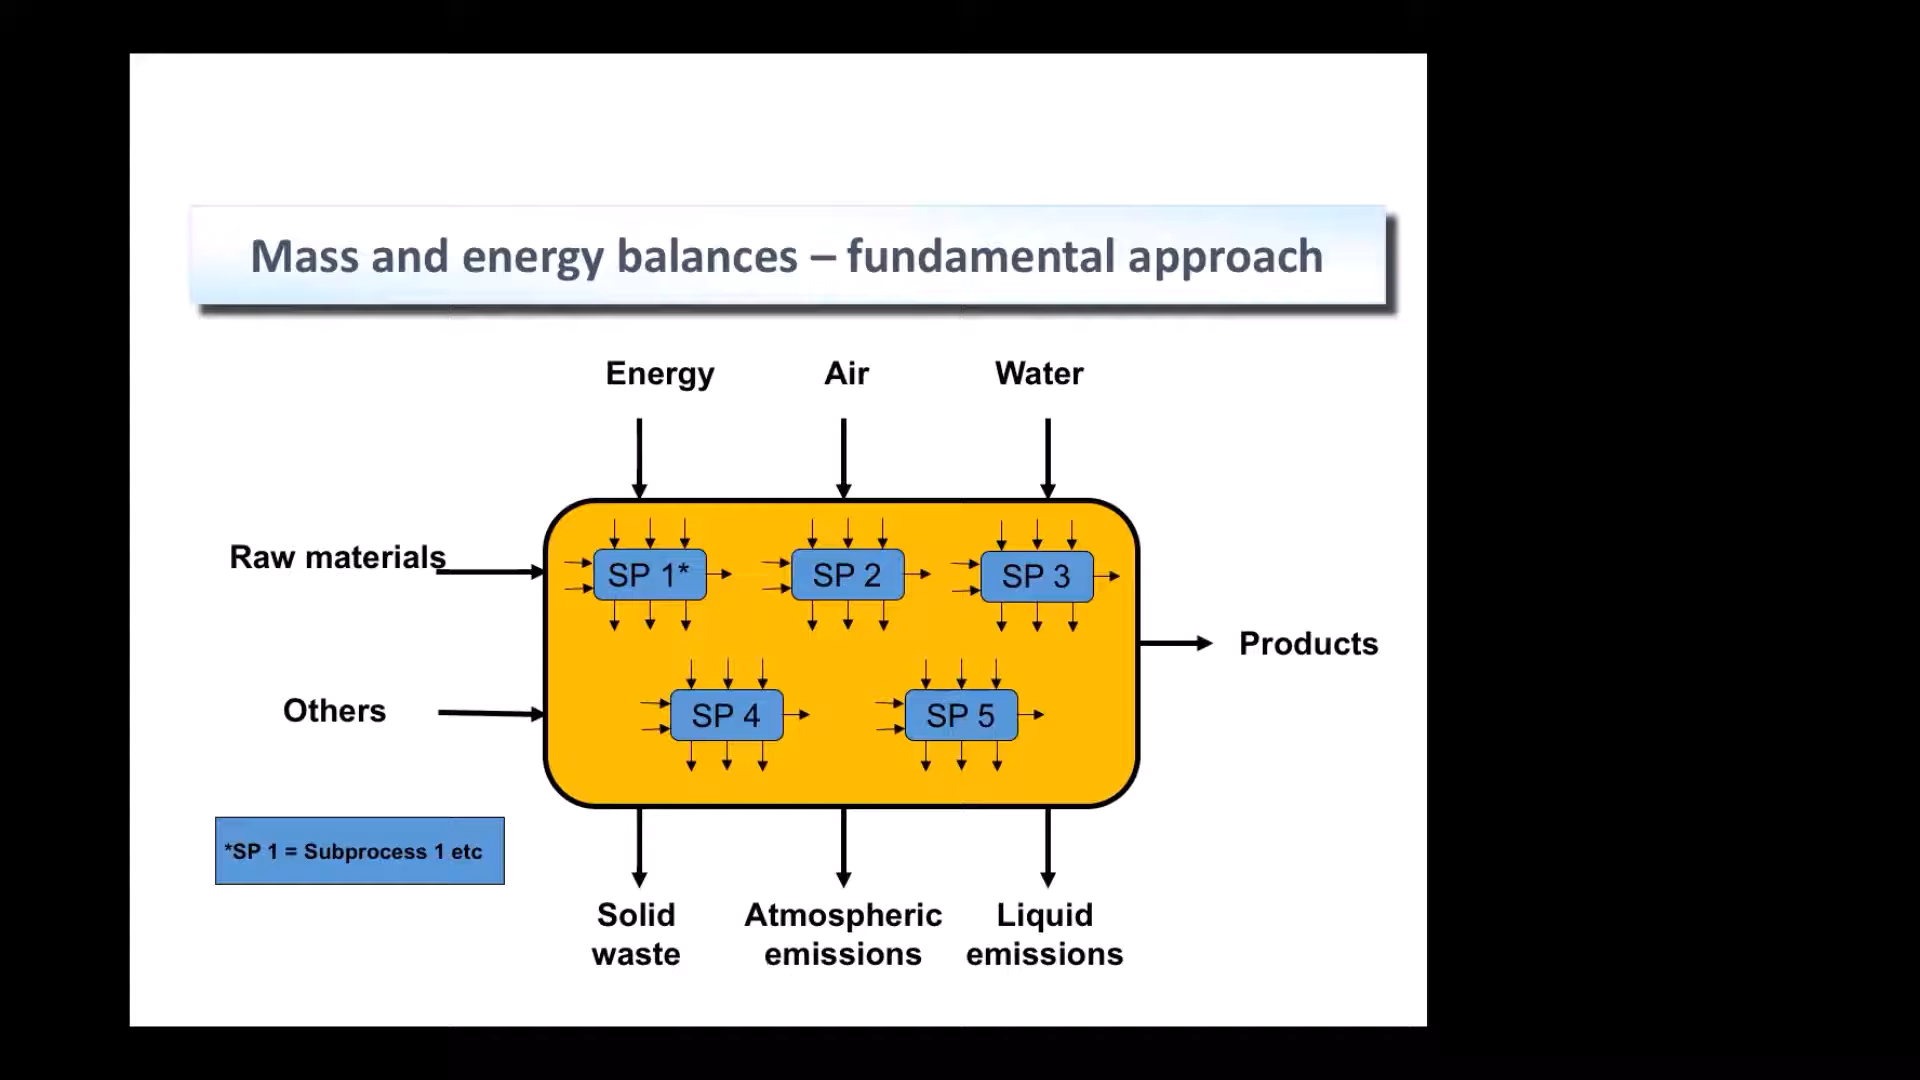 Mass and energy balances – fundamental approach
Energy
Air
Water
Raw materials
SP 1*
SP 2
SP 3
Products
Others
SP 4
SP 5
*SP 1 = Subprocess 1 etc
Solid
waste
Atmospheric
emissions
Liquid
emissions